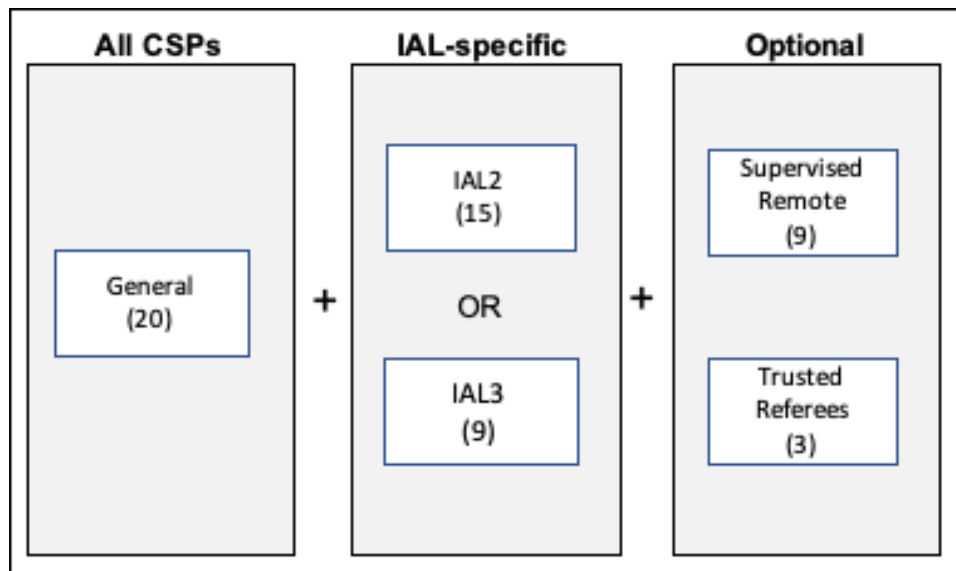 All CSPs
General
(20)
+
IAL-specific
IAL2
(15)
OR
IAL3
(9)
+
Optional
Supervised
Remote
(9)
Trusted
Referees
(3)